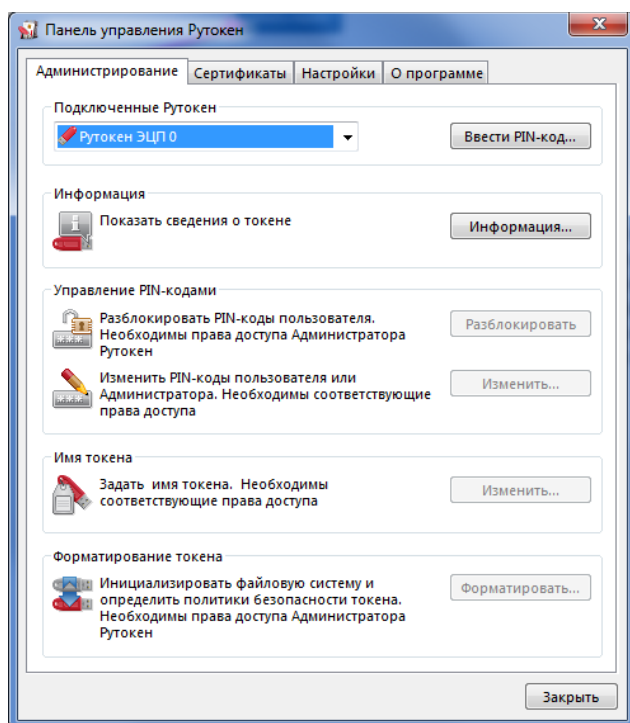 Панель управления Рутокен
Администрирование Сертификаты Настройки О программе
Подключенные Рутокен
Рутокен ЭЦП 0
Ввести PIN-код...
Информация
Показать сведения о токене
Информация...
Управление PIN-кодами
Разблокировать PIN-коды пользователя.
Необходимы права доступа Администратора
Рутокен
Разблокировать
Изменить PIN-коды пользователя или
Администратора. Необходимы соответствующие
права доступа
Изменить...
Имя токена
Задать имя токена. Необходимы
соответствующие права доступа
Изменить...
Форматирование токена
Инициализировать файловую систему и
определить политики безопасности токена.
Необходимы права доступа Администратора
Рутокен
Форматировать...
Закрыть